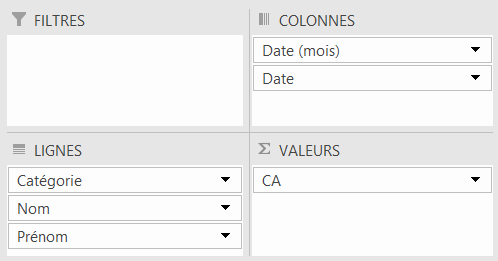 FILTRES
COLONNES
Date (mois)
Date
LIGNES
Catégorie
Nom
Prénom
VALEURS
CA